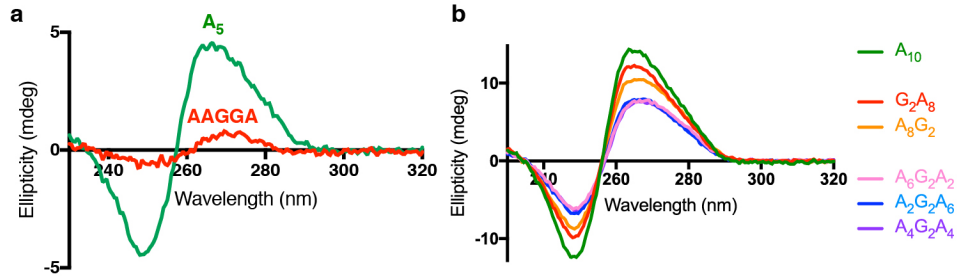 a
A5
5
AAGGA
0
240
260
280
300
320
Wavelength (nm)
-5
Ellipticity (mdeg)
b
10
0
240
260
280
300
320
Wavelength (nm)
-10
Ellipticity (mdeg)
A10
G2A8
A8G2
A6G2A2
A2G2A6
A4G2A4